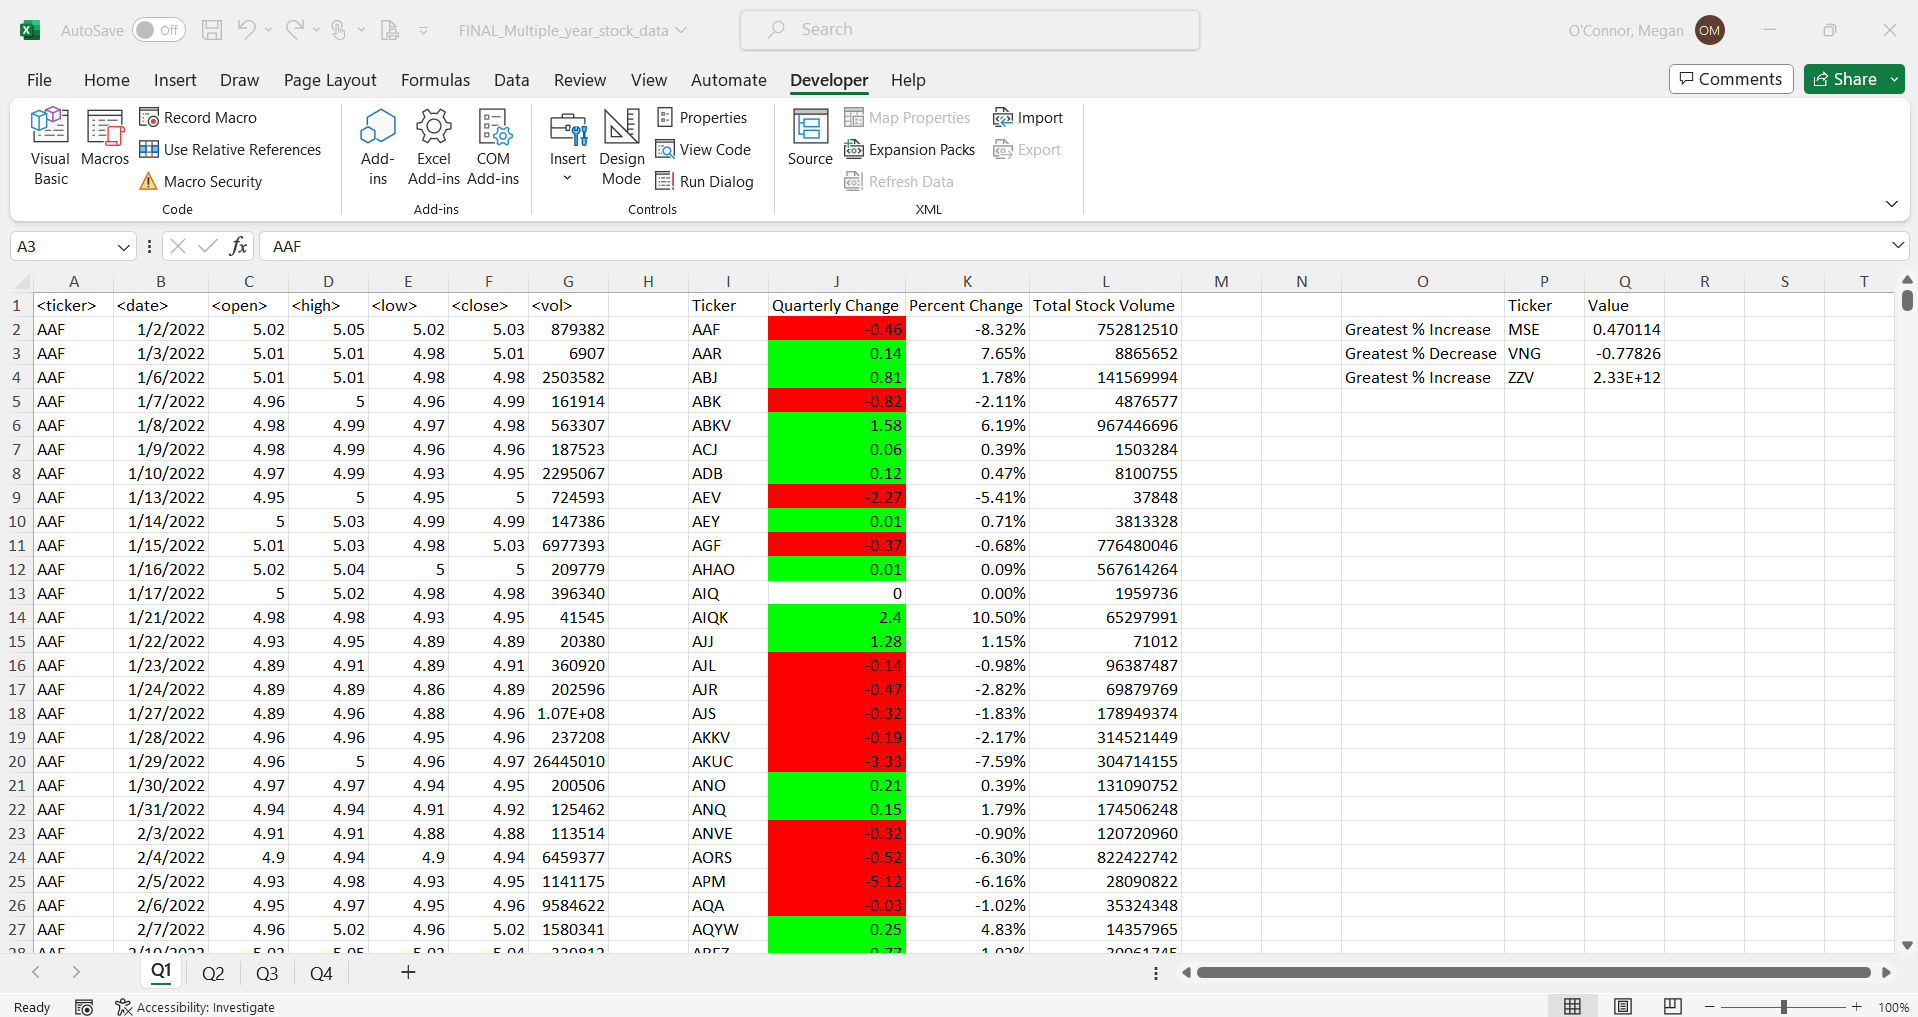 AutoSave Off FINAL_Multiple_year_stock_data Search O'Connor, Megan OM
File Home Insert Draw Page Layout Formulas Data Review View Automate Developer Help Comments Share
Visual Basic
Macros
Record Macro
Use Relative References
Macro Security
Code
Add-ins
Excel Add-ins
COM Add-ins
Add-ins
Insert
Design Mode
Properties
View Code
Run Dialog
Controls
Source
Map Properties
Expansion Packs
Refresh Data
Import
Export
XML
A3 fx AAF
A B C D E F G H I J K L M N O P Q R S T
1 <ticker> <date> <open> <high> <low> <close> <vol> Ticker Quarterly Change Percent Change Total Stock Volume Ticker Value
2 AAF 1/2/2022 5.02 5.05 5.02 5.03 879382 AAF -0.46 -8.32% 752812510 Greatest % Increase MSE 0.470114
3 AAF 1/3/2022 5.01 5.01 4.98 5.01 6907 AAR 0.14 7.65% 8865652 Greatest % Decrease VNG -0.77826
4 AAF 1/6/2022 5.01 5.01 4.98 4.98 2503582 ABJ 0.81 1.78% 141569994 Greatest % Increase ZZV 2.33E+12
5 AAF 1/7/2022 4.96 5 4.96 4.99 161914 ABK -0.82 -2.11% 4876577
6 AAF 1/8/2022 4.98 4.99 4.97 4.98 563307 ABKV 1.58 6.19% 967446696
7 AAF 1/9/2022 4.98 4.99 4.96 4.96 187523 ACJ 0.06 0.39% 1503284
8 AAF 1/10/2022 4.97 4.99 4.93 4.95 2295067 ADB 0.12 0.47% 8100755
9 AAF 1/13/2022 4.95 5 4.95 5 724593 AEV -2.27 -5.41% 37848
10 AAF 1/14/2022 5 5.03 4.99 4.99 147386 AEY 0.01 0.71% 3813328
11 AAF 1/15/2022 5.01 5.03 4.98 5.03 6977393 AGF -0.37 -0.68% 776480046
12 AAF 1/16/2022 5.02 5.04 5 5 209779 AHAO 0.01 0.09% 567614264
13 AAF 1/17/2022 5 5.02 4.98 4.98 396340 AIQ 0 0.00% 1959736
14 AAF 1/21/2022 4.98 4.98 4.93 4.95 41545 AIQK 2.4 10.50% 65297991
15 AAF 1/22/2022 4.93 4.95 4.89 4.89 20380 AJJ 1.28 1.15% 71012
16 AAF 1/23/2022 4.89 4.91 4.89 4.91 360920 AJL -0.14 -0.98% 96387487
17 AAF 1/24/2022 4.89 4.89 4.86 4.89 202596 AJR -0.47 -2.82% 69879769
18 AAF 1/27/2022 4.89 4.96 4.88 4.96 1.07E+08 AJS -0.32 -1.83% 178949374
19 AAF 1/28/2022 4.96 4.96 4.95 4.96 237208 AKKV -0.19 -2.17% 314521449
20 AAF 1/29/2022 4.96 5 4.96 4.97 26445010 AKUC -3.33 -7.59% 304714155
21 AAF 1/30/2022 4.97 4.97 4.94 4.95 200506 ANO 0.21 0.39% 131090752
22 AAF 1/31/2022 4.94 4.94 4.91 4.92 125462 ANQ 0.15 1.79% 174506248
23 AAF 2/3/2022 4.91 4.91 4.88 4.88 113514 ANVE -0.32 -0.90% 120720960
24 AAF 2/4/2022 4.9 4.94 4.9 4.94 6459377 AORS -0.52 -6.30% 822422742
25 AAF 2/5/2022 4.93 4.98 4.93 4.95 1141175 APM -5.12 -6.16% 28090822
26 AAF 2/6/2022 4.95 4.97 4.95 4.96 9584622 AQA -0.03 -1.02% 35324348
27 AAF 2/7/2022 4.96 5.02 4.96 5.02 1580341 AQYW 0.25 4.83% 14357965
28 AAF 2/10/2022
Q1 Q2 Q3 Q4
Ready Accessibility: Investigate 100%